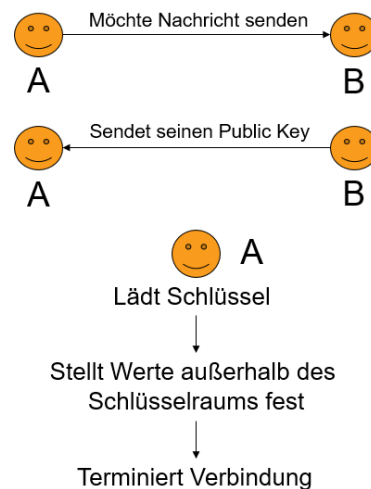 Möchte Nachricht senden
A B
Sendet seinen Public Key
A B
A
Lädt Schlüssel
Stellt Werte außerhalb des
Schlüsselraums fest
Terminiert Verbindung